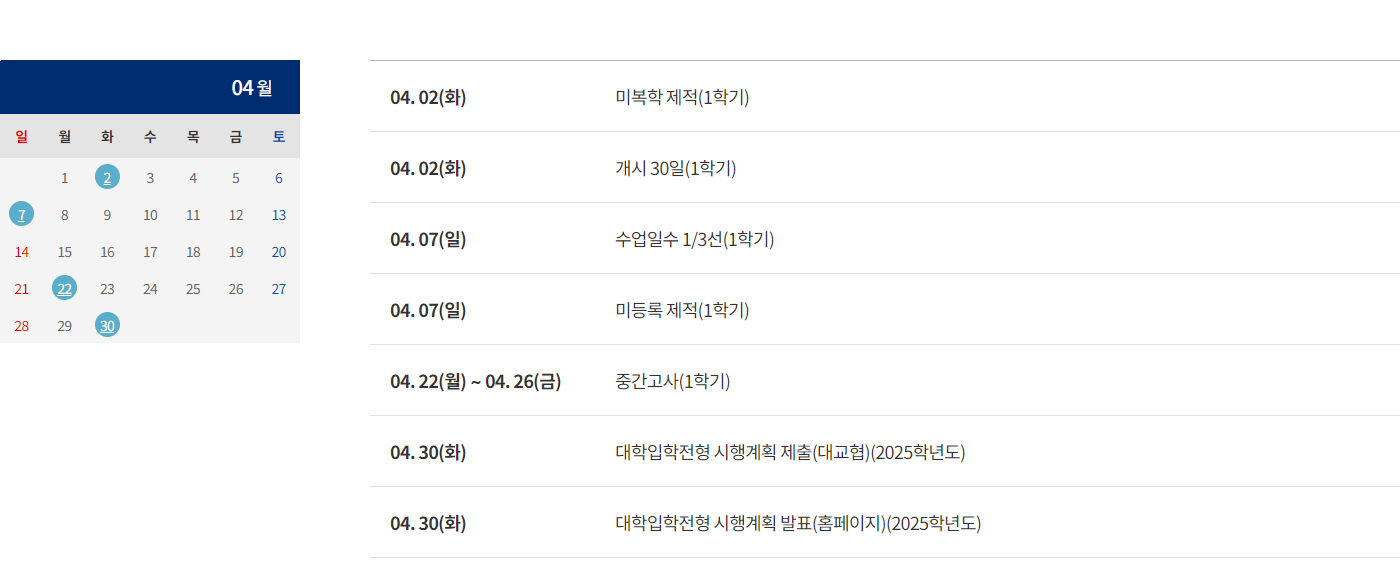 04월
일 월 화 수 목 금 토
1 2 3 4 5 6
7 8 9 10 11 12 13
14 15 16 17 18 19 20
21 22 23 24 25 26 27
28 29 30
04. 02(화) 미복학 제적(1학기)
04. 02(화) 개시 30일(1학기)
04. 07(일) 수업일수 1/3선(1학기)
04. 07(일) 미등록 제적(1학기)
04. 22(월) ~ 04. 26(금) 중간고사(1학기)
04. 30(화) 대학입학전형 시행계획 제출(대교협)(2025학년도)
04. 30(화) 대학입학전형 시행계획 발표(홈페이지)(2025학년도)